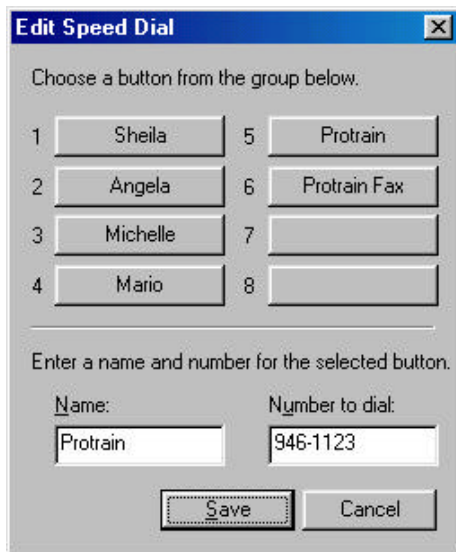 Edit Speed Dial
Choose a button from the group below.
1 Sheila 5 Protrain
2 Angela 6 Protrain Fax
3 Michelle 7
4 Mario 8
Enter a name and number for the selected button.
Name: Number to dial:
Protrain 946-1123
Save Cancel